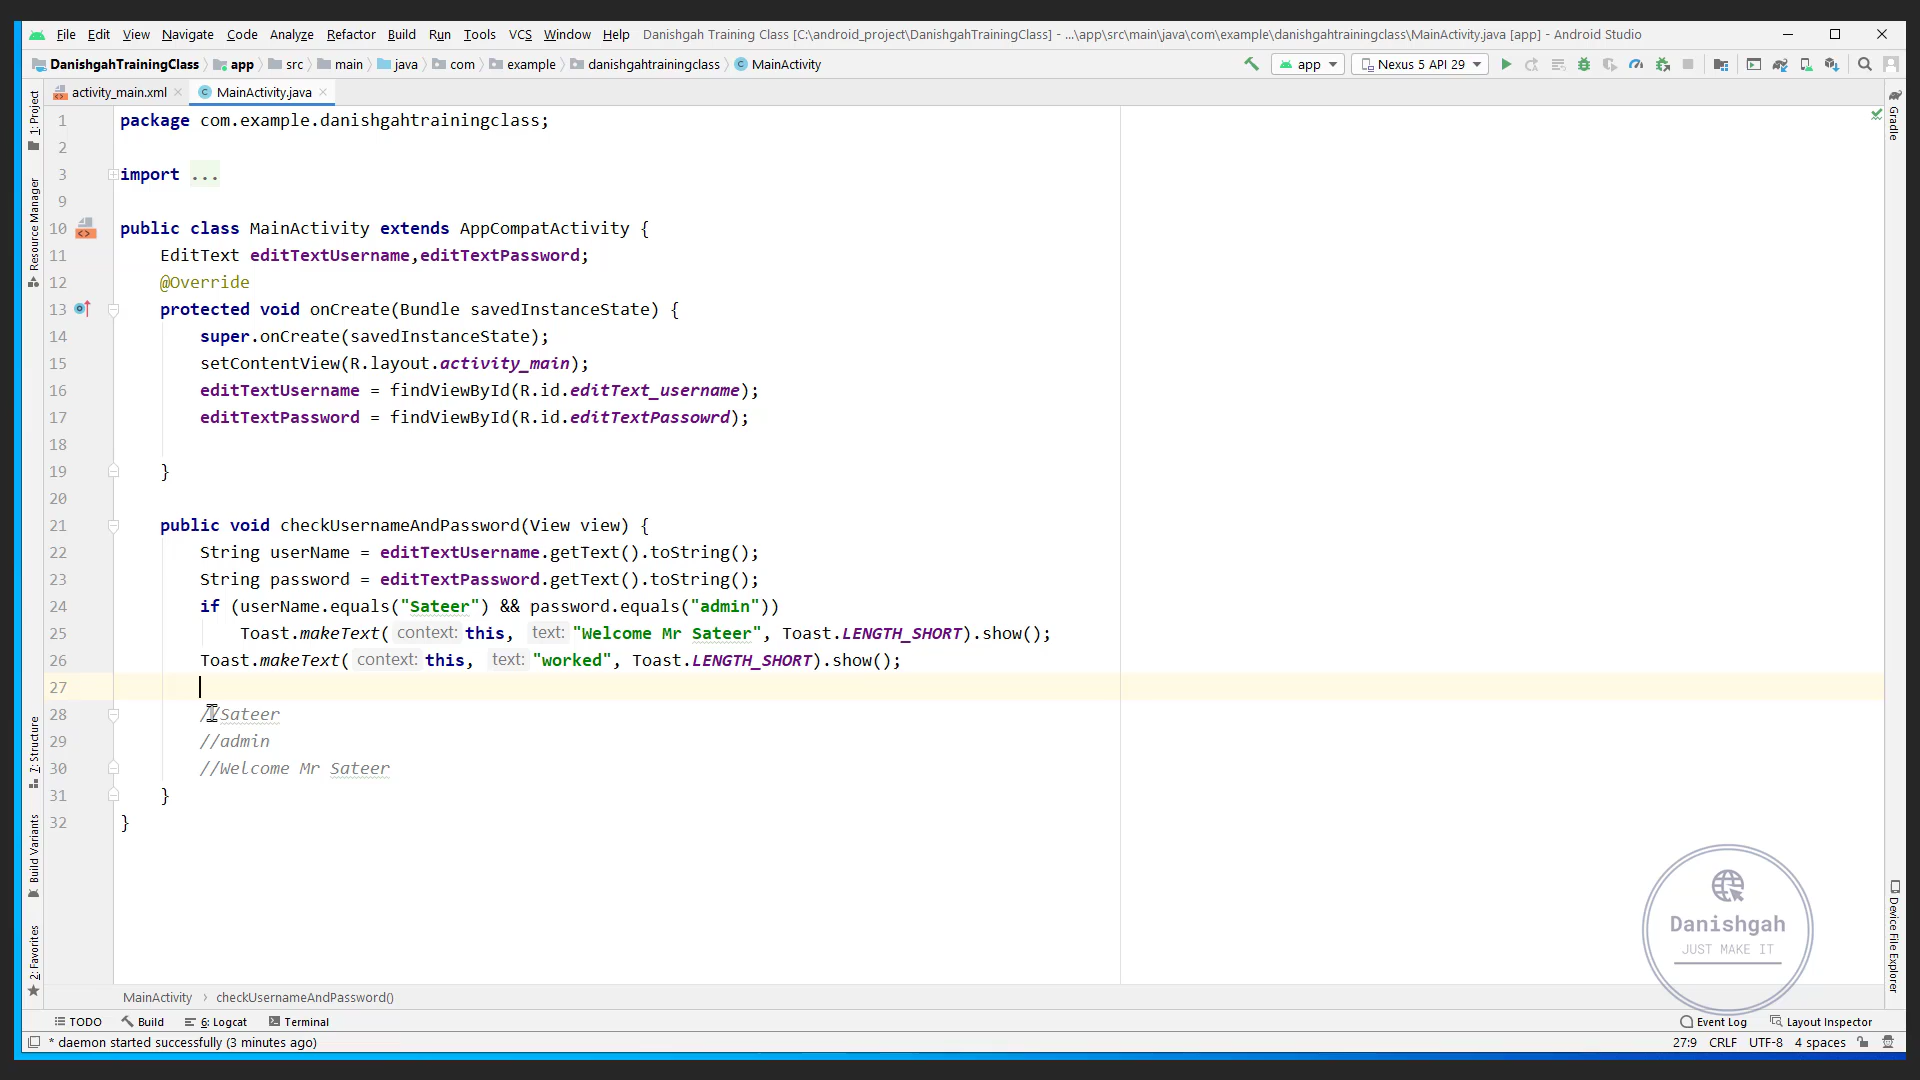 File Edit View Navigate Code Analyze Refactor Build Run Tools VCS Window Help Danishgah Training Class [C:\android_project\DanishgahTrainingClass] - ...\app\src\main\java\com\example\danishgahtrainingclass\MainActivity.java [app] - Android Studio
DanishgahTrainingClass app src main java com example danishgahtrainingclass MainActivity app Nexus 5 API 29
activity_main.xml MainActivity.java
1 package com.example.danishgahtrainingclass;
2
3 import ...
9
10 public class MainActivity extends AppCompatActivity {
11 EditText editTextUsername,editTextPassword;
12 @Override
13 protected void onCreate(Bundle savedInstanceState) {
14 super.onCreate(savedInstanceState);
15 setContentView(R.layout.activity_main);
16 editTextUsername = findViewById(R.id.editText_username);
17 editTextPassword = findViewById(R.id.editTextPassowrd);
18
19 }
20
21 public void checkUsernameAndPassword(View view) {
22 String userName = editTextUsername.getText().toString();
23 String password = editTextPassword.getText().toString();
24 if (userName.equals("Sateer") && password.equals("admin"))
25 Toast.makeText( context: this, text: "Welcome Mr Sateer", Toast.LENGTH_SHORT).show();
26 Toast.makeText( context: this, text: "worked", Toast.LENGTH_SHORT).show();
27
28 //Sateer
29 //admin
30 //Welcome Mr Sateer
31 }
32 }
1: Project
Resource Manager
7: Structure
Build Variants
2: Favorites
Gradle
Device File Explorer
Danishgah
JUST MAKE IT
MainActivity › checkUsernameAndPassword()
TODO Build 6: Logcat Terminal Event Log Layout Inspector
* daemon started successfully (3 minutes ago) 27:9 CRLF UTF-8 4 spaces